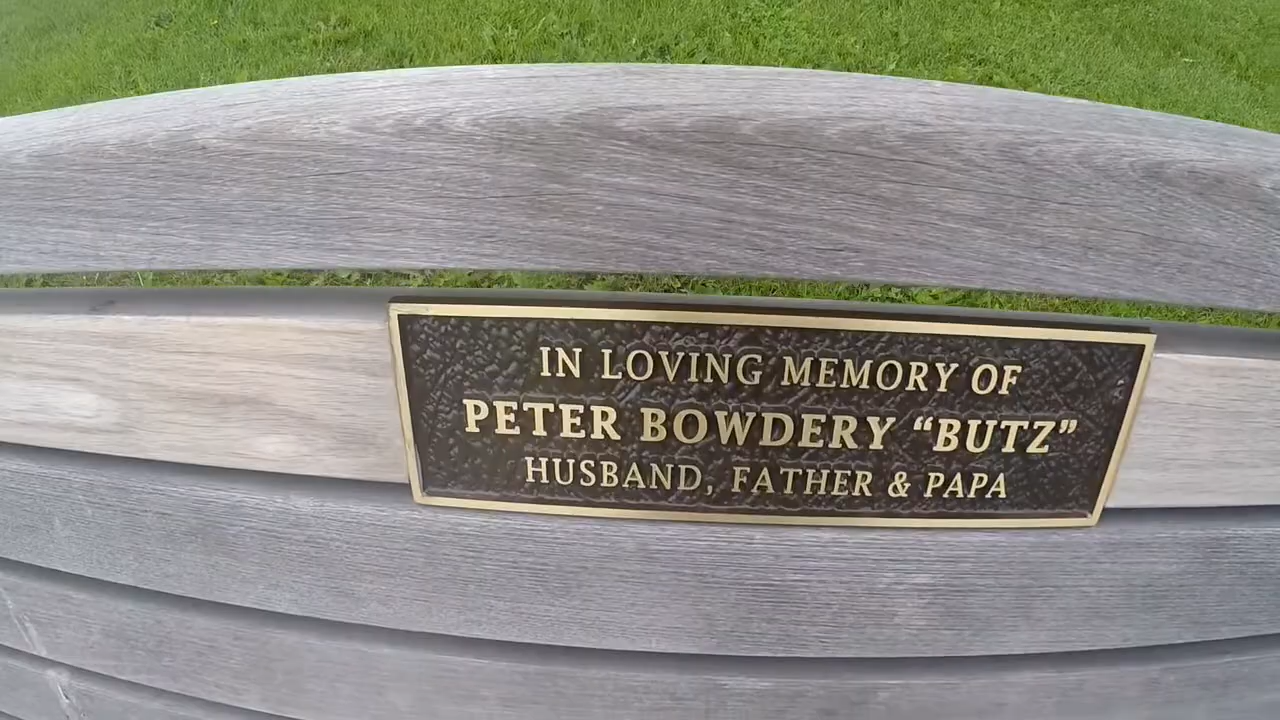 IN LOVING MEMORY OF
PETER BOWDERY “BUTZ”
HUSBAND, FATHER & PAPA